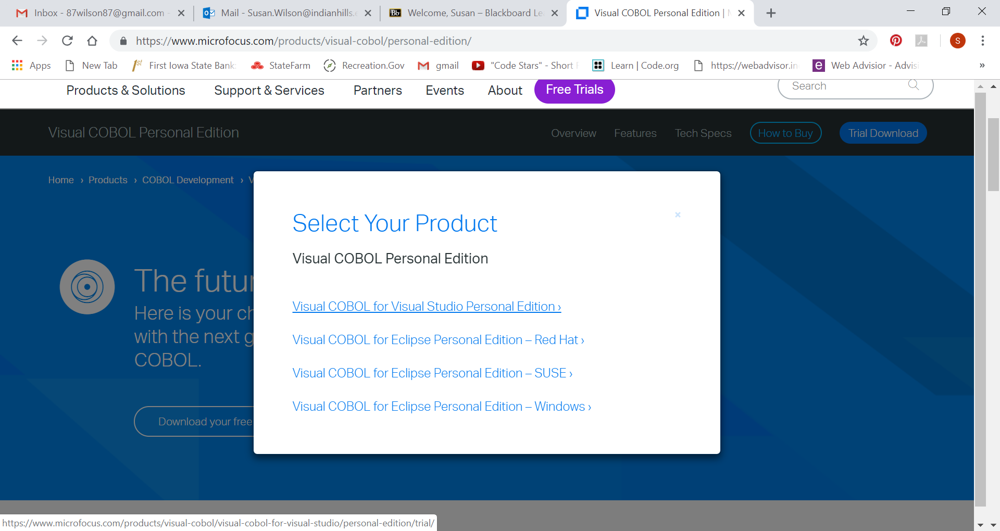 Inbox - 87wilson87@gmail.com -
Mail - Susan.Wilson@indianhills.e
Bb Welcome, Susan – Blackboard Le
Visual COBOL Personal Edition |
https://www.microfocus.com/products/visual-cobol/personal-edition/
S
Apps
New Tab
1st First Iowa State Bank
StateFarm
Recreation.Gov
gmail
"Code Stars" - Short
Learn | Code.org
https://webadvisor.in
e Web Advisior - Advis
»
Products & Solutions
Support & Services
Partners
Events
About
Free Trials
Search
Visual COBOL Personal Edition
Overview
Features
Tech Specs
How to Buy
Trial Download
Home › Products › COBOL Development ›
Select Your Product
×
Visual COBOL Personal Edition
Visual COBOL for Visual Studio Personal Edition ›
Visual COBOL for Eclipse Personal Edition – Red Hat ›
Visual COBOL for Eclipse Personal Edition – SUSE ›
Visual COBOL for Eclipse Personal Edition – Windows ›
The futur
Here is your ch
with the next g
COBOL.
Download your free
https://www.microfocus.com/products/visual-cobol/visual-cobol-for-visual-studio/personal-edition/trial/